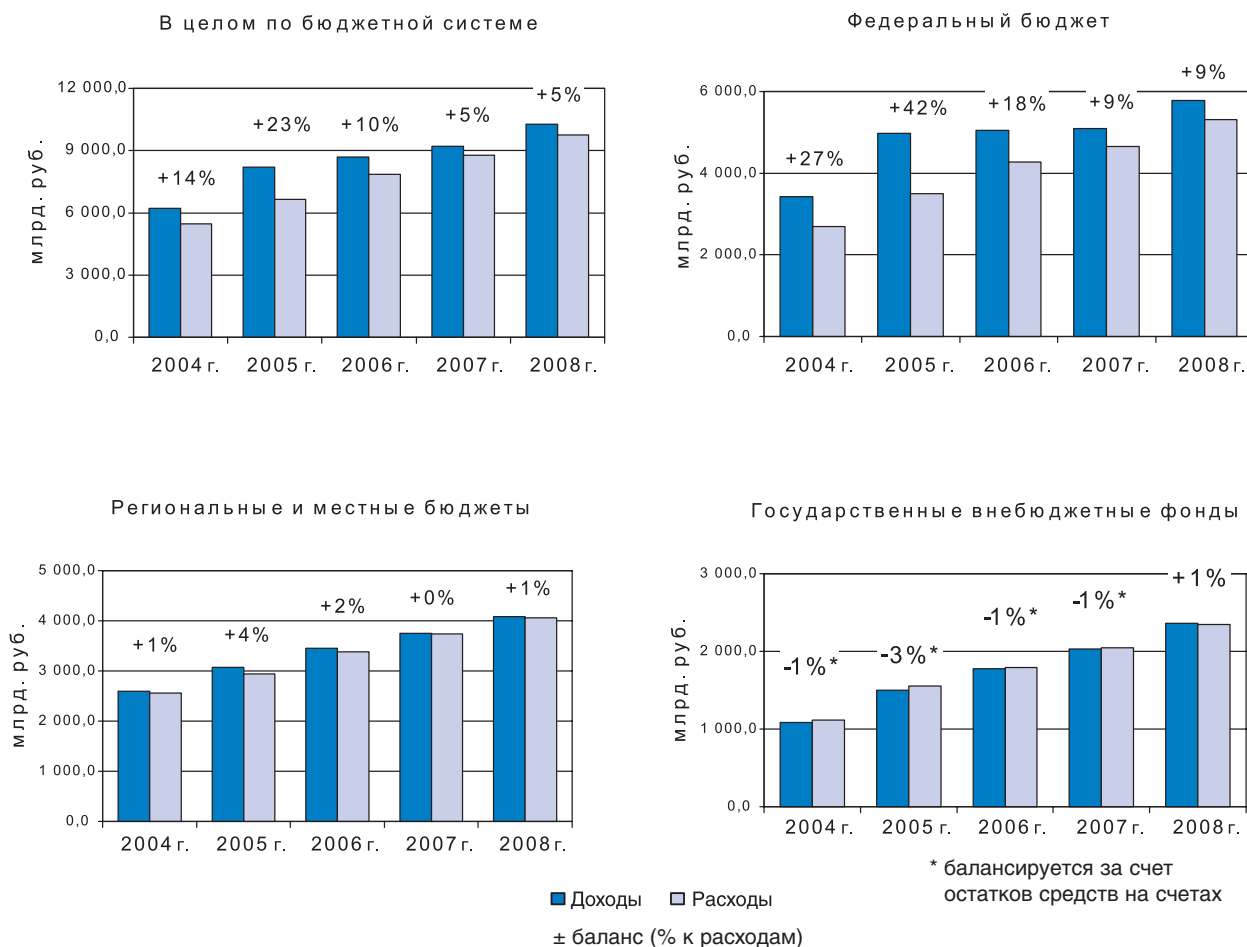 В целом по бюджетной системе
млрд. руб.
12 000,0
9 000,0
6 000,0
3 000,0
0,0
+14%
+23%
+10%
+5%
+5%
2004 г. 2005 г. 2006 г. 2007 г. 2008 г.
Федеральный бюджет
млрд. руб.
6 000,0
4 000,0
2 000,0
0,0
+27%
+42%
+18%
+9%
+9%
2004 г. 2005 г. 2006 г. 2007 г. 2008 г.
Региональные и местные бюджеты
млрд. руб.
5 000,0
4 000,0
3 000,0
2 000,0
1 000,0
0,0
+1%
+4%
+2%
+0%
+1%
2004 г. 2005 г. 2006 г. 2007 г. 2008 г.
Государственные внебюджетные фонды
млрд. руб.
3 000,0
2 000,0
1 000,0
0,0
-1%*
-3%*
-1%*
-1%*
+1%
2004 г. 2005 г. 2006 г. 2007 г. 2008 г.
* балансируется за счет
остатков средств на счетах
Доходы Расходы
± баланс (% к расходам)